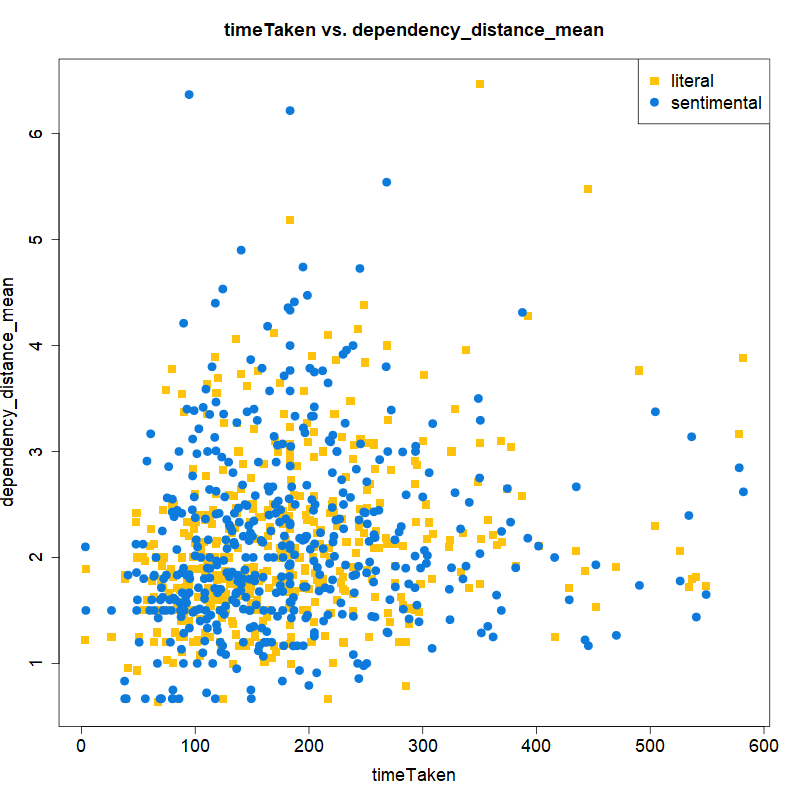 timeTaken vs. dependency_distance_mean
literal
sentimental
dependency_distance_mean
6
5
4
3
2
1
0 100 200 300 400 500 600
timeTaken